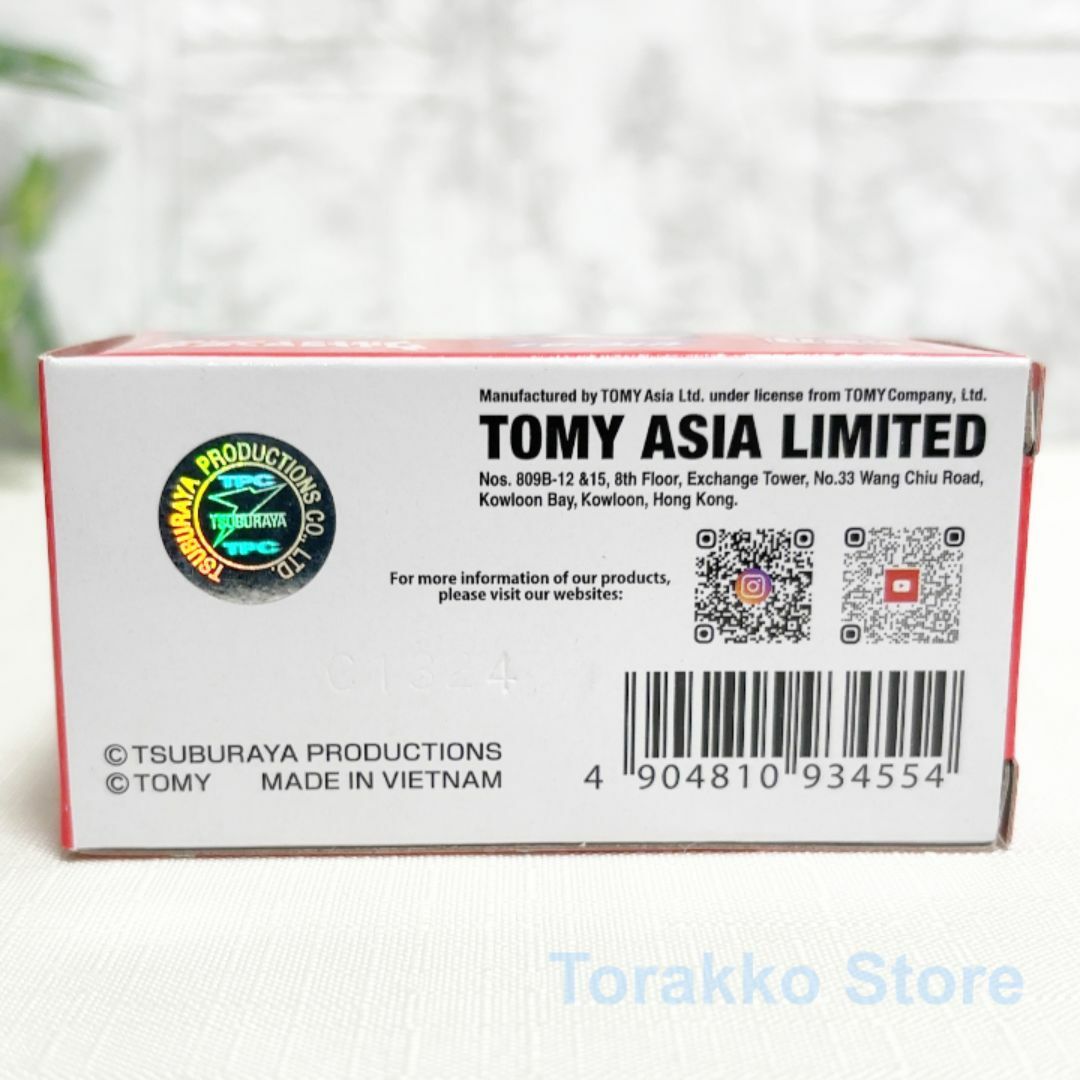 Manufactured by TOMY Asia Ltd. under license from TOMY Company, Ltd.
TOMY ASIA LIMITED
Nos. 809B-12 &15, 8th Floor, Exchange Tower, No.33 Wang Chiu Road,
Kowloon Bay, Kowloon, Hong Kong.
TSUBURAYA PRODUCTIONS CO., LTD.
TPC
TSUBURAYA
TPC
For more information of our products,
please visit our websites:
C1324
© TSUBURAYA PRODUCTIONS
© TOMY MADE IN VIETNAM
4 904810 934554
Torakko Store